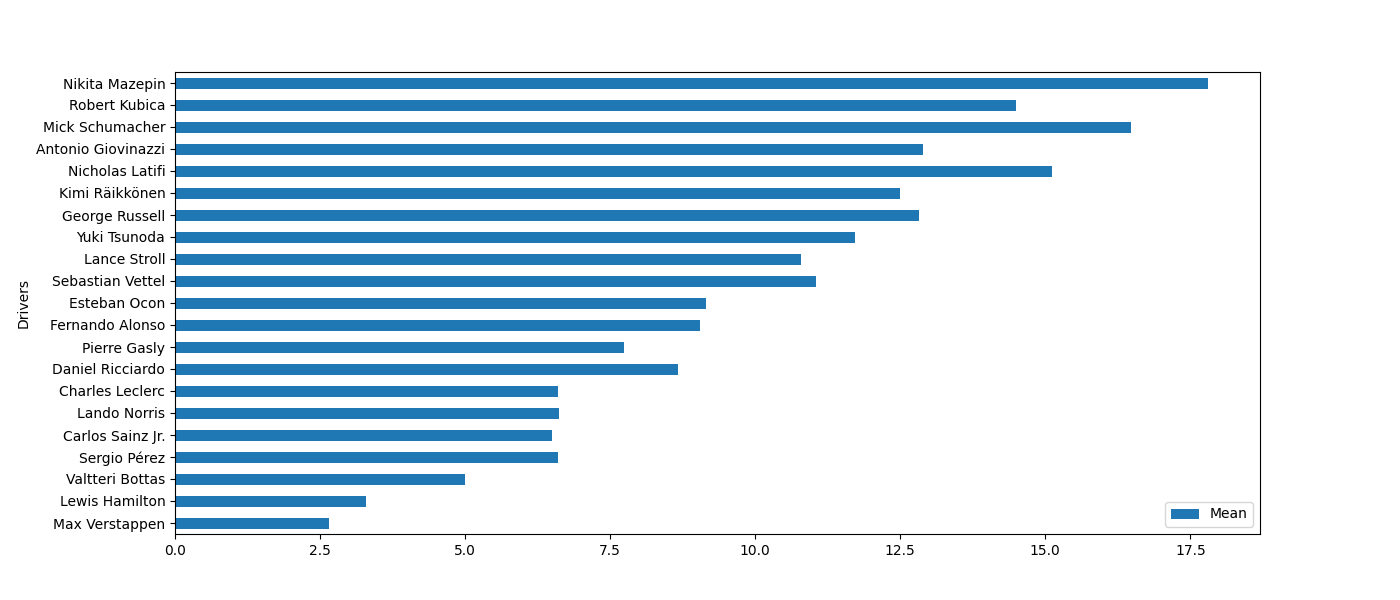 Nikita Mazepin
Robert Kubica
Mick Schumacher
Antonio Giovinazzi
Nicholas Latifi
Kimi Räikkönen
George Russell
Yuki Tsunoda
Lance Stroll
Sebastian Vettel
Esteban Ocon
Fernando Alonso
Pierre Gasly
Daniel Ricciardo
Charles Leclerc
Lando Norris
Carlos Sainz Jr.
Sergio Pérez
Valtteri Bottas
Lewis Hamilton
Max Verstappen
Drivers
Mean
0.0 2.5 5.0 7.5 10.0 12.5 15.0 17.5